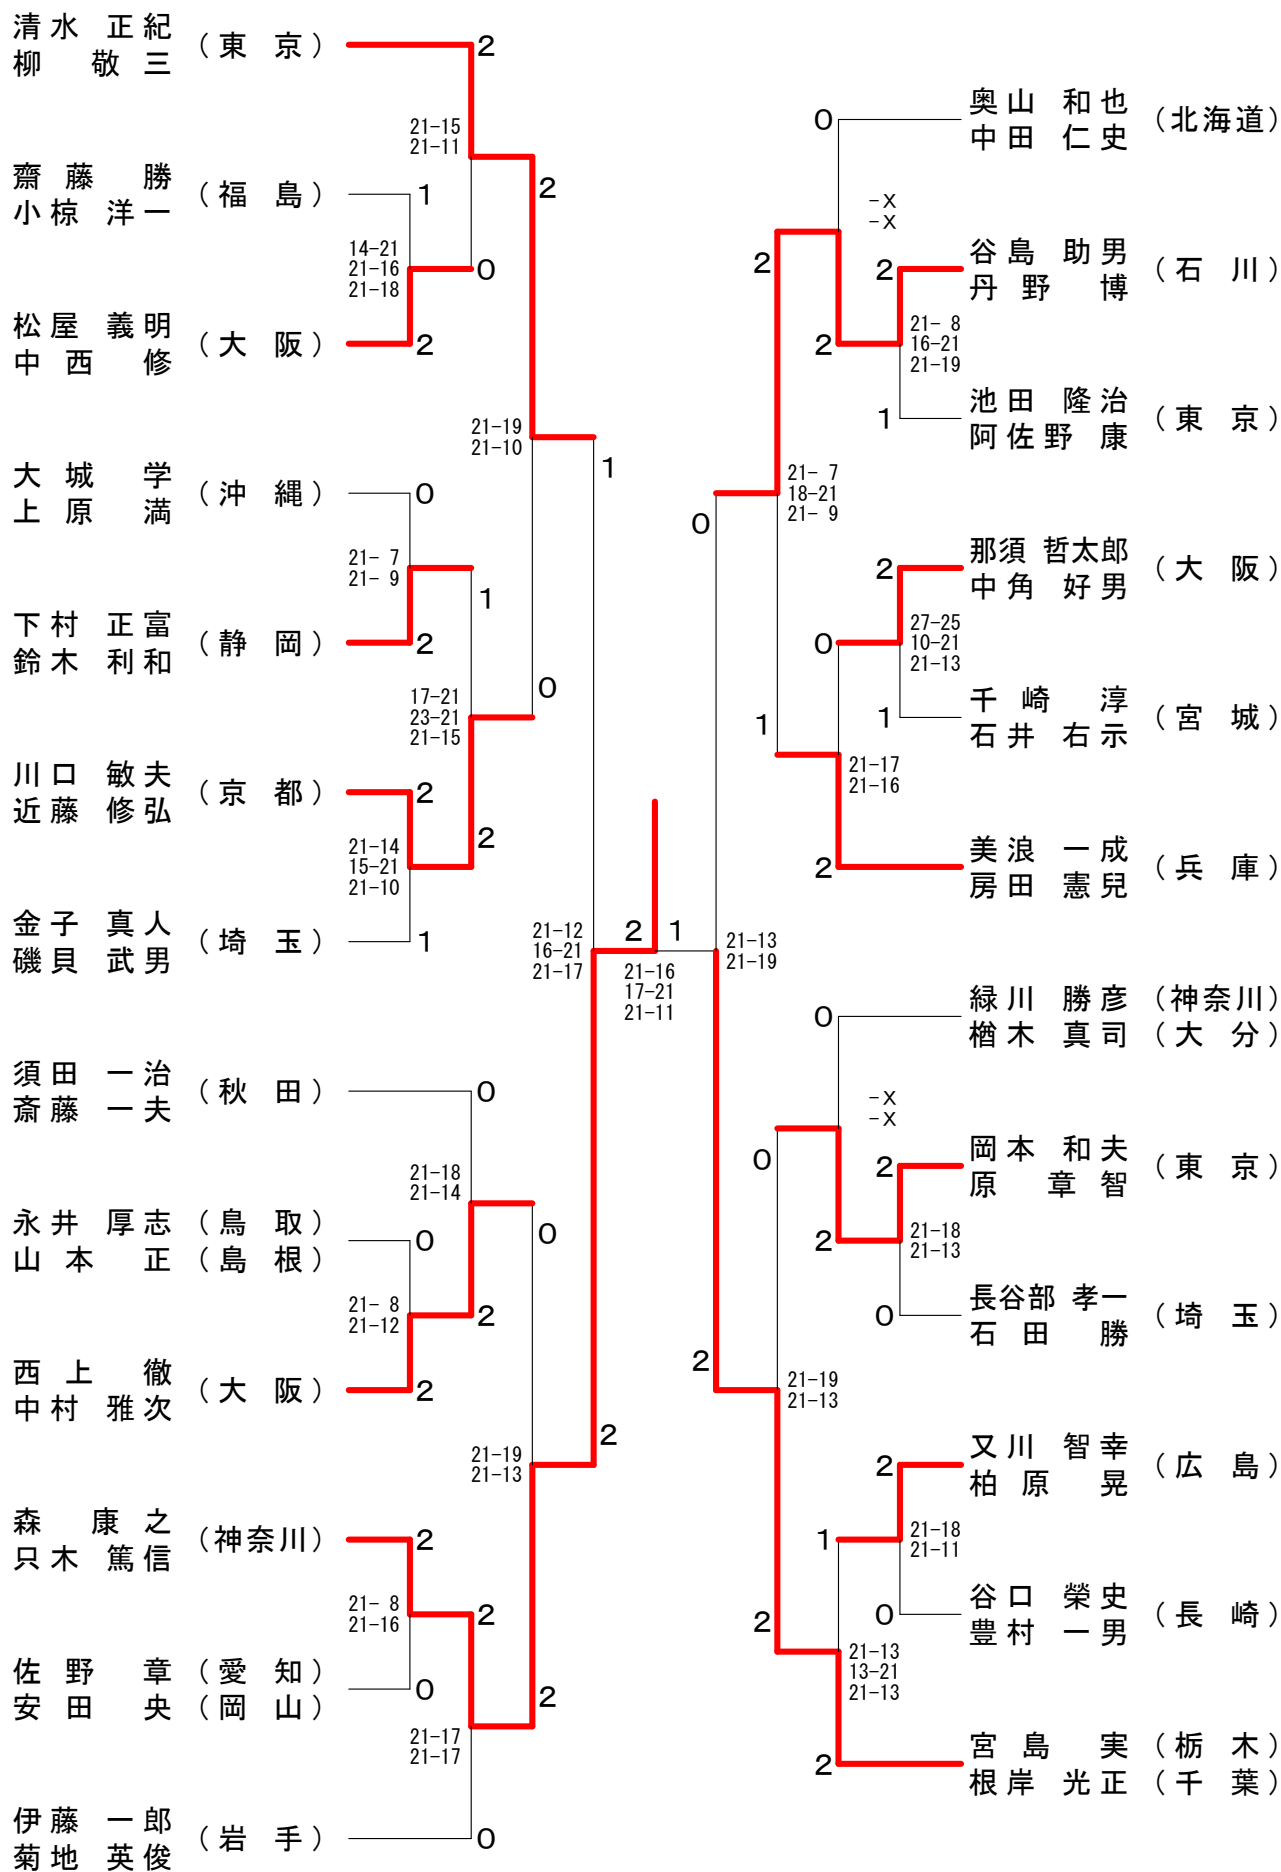 清水 正紀
柳 敬三
(東 京)
2
21-15
21-11
齋藤 勝
小椋 洋一
(福 島)
1
2
14-21
21-16
21-18
0
松屋 義明
中西 修
(大 阪)
2
21-19
21-10
1
大城 学
上原 満
(沖 縄)
0
21- 7
21- 9
1
下村 正富
鈴木 利和
(静 岡)
2
0
17-21
23-21
21-15
川口 敏夫
近藤 修弘
(京 都)
2
21-14
15-21
21-10
2
金子 真人
磯貝 武男
(埼 玉)
1
21-12
16-21
21-17
2
1
21-16
17-21
21-11
須田 一治
斎藤 一夫
(秋 田)
0
21-18
21-14
永井 厚志
山本 正
(鳥 取)
(島 根)
0
0
21- 8
21-12
2
西上 徹
中村 雅次
(大 阪)
2
21-19
21-13
2
森 康之
只木 篤信
(神奈川)
2
21- 8
21-16
2
佐野 章
安田 央
(愛 知)
(岡 山)
0
2
21-17
21-17
伊藤 一郎
菊地 英俊
(岩 手)
0
0
奥山 和也
中田 仁史
(北海道)
-X
-X
2
2
谷島 助男
丹野 博
(石 川)
2
21- 8
16-21
21-19
1
池田 隆治
阿佐野 康
(東 京)
0
21- 7
18-21
21- 9
2
那須 哲太郎
中角 好男
(大 阪)
0
27-25
10-21
21-13
1
1
千崎 淳
石井 右示
(宮 城)
21-17
21-16
2
美浪 一成
房田 憲兒
(兵 庫)
21-13
21-19
0
緑川 勝彦
楢木 真司
(神奈川)
(大 分)
-X
-X
0
2
岡本 和夫
原 章智
(東 京)
2
21-18
21-13
0
長谷部 孝一
石田 勝
(埼 玉)
2
21-19
21-13
2
又川 智幸
柏原 晃
(広 島)
1
21-18
21-11
2
0
谷口 榮史
豊村 一男
(長 崎)
21-13
13-21
21-13
2
宮島 実
根岸 光正
(栃 木)
(千 葉)